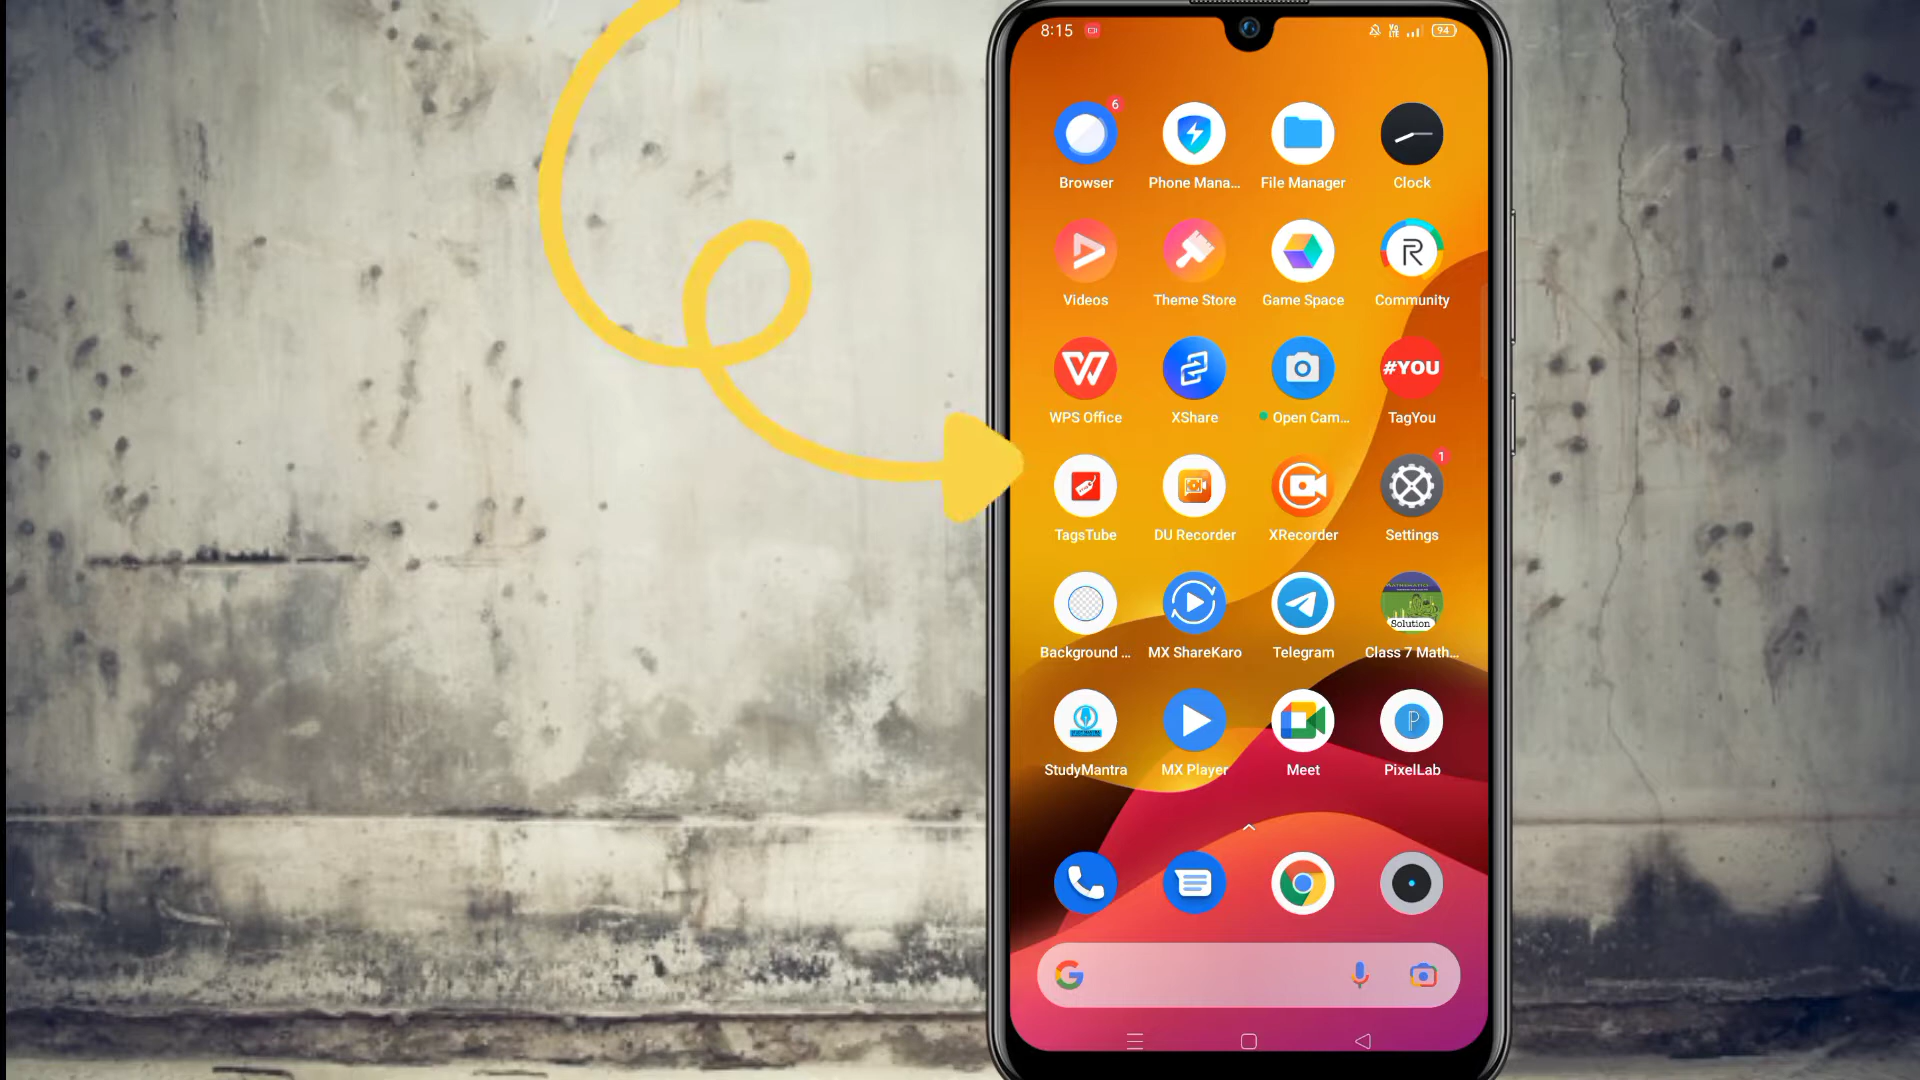 8:15 94
6
Browser Phone Mana... File Manager Clock
Videos Theme Store Game Space Community
#YOU
WPS Office XShare Open Cam... TagYou
1
TagsTube DU Recorder XRecorder Settings
Solution
Background ... MX ShareKaro Telegram Class 7 Math...
StudyMantra MX Player Meet PixelLab